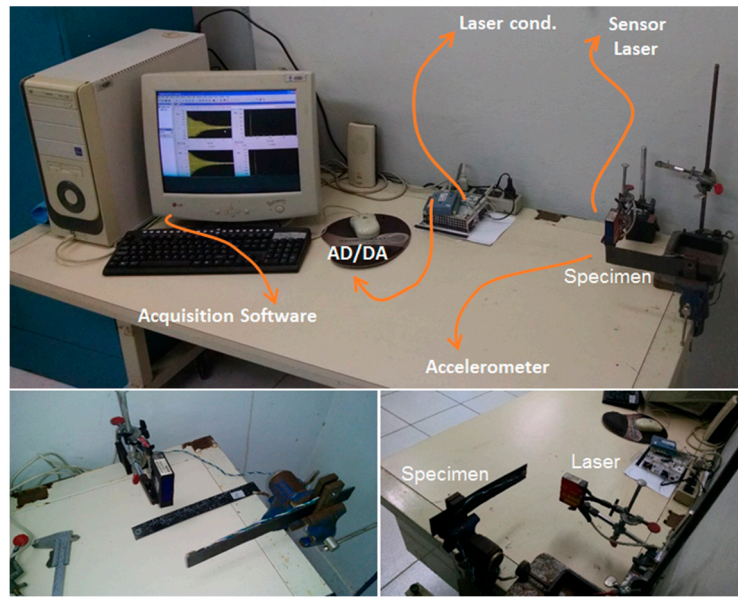 Laser cond.
Sensor
Laser
AD/DA
Specimen
Acquisition Software
Accelerometer
Specimen
Laser